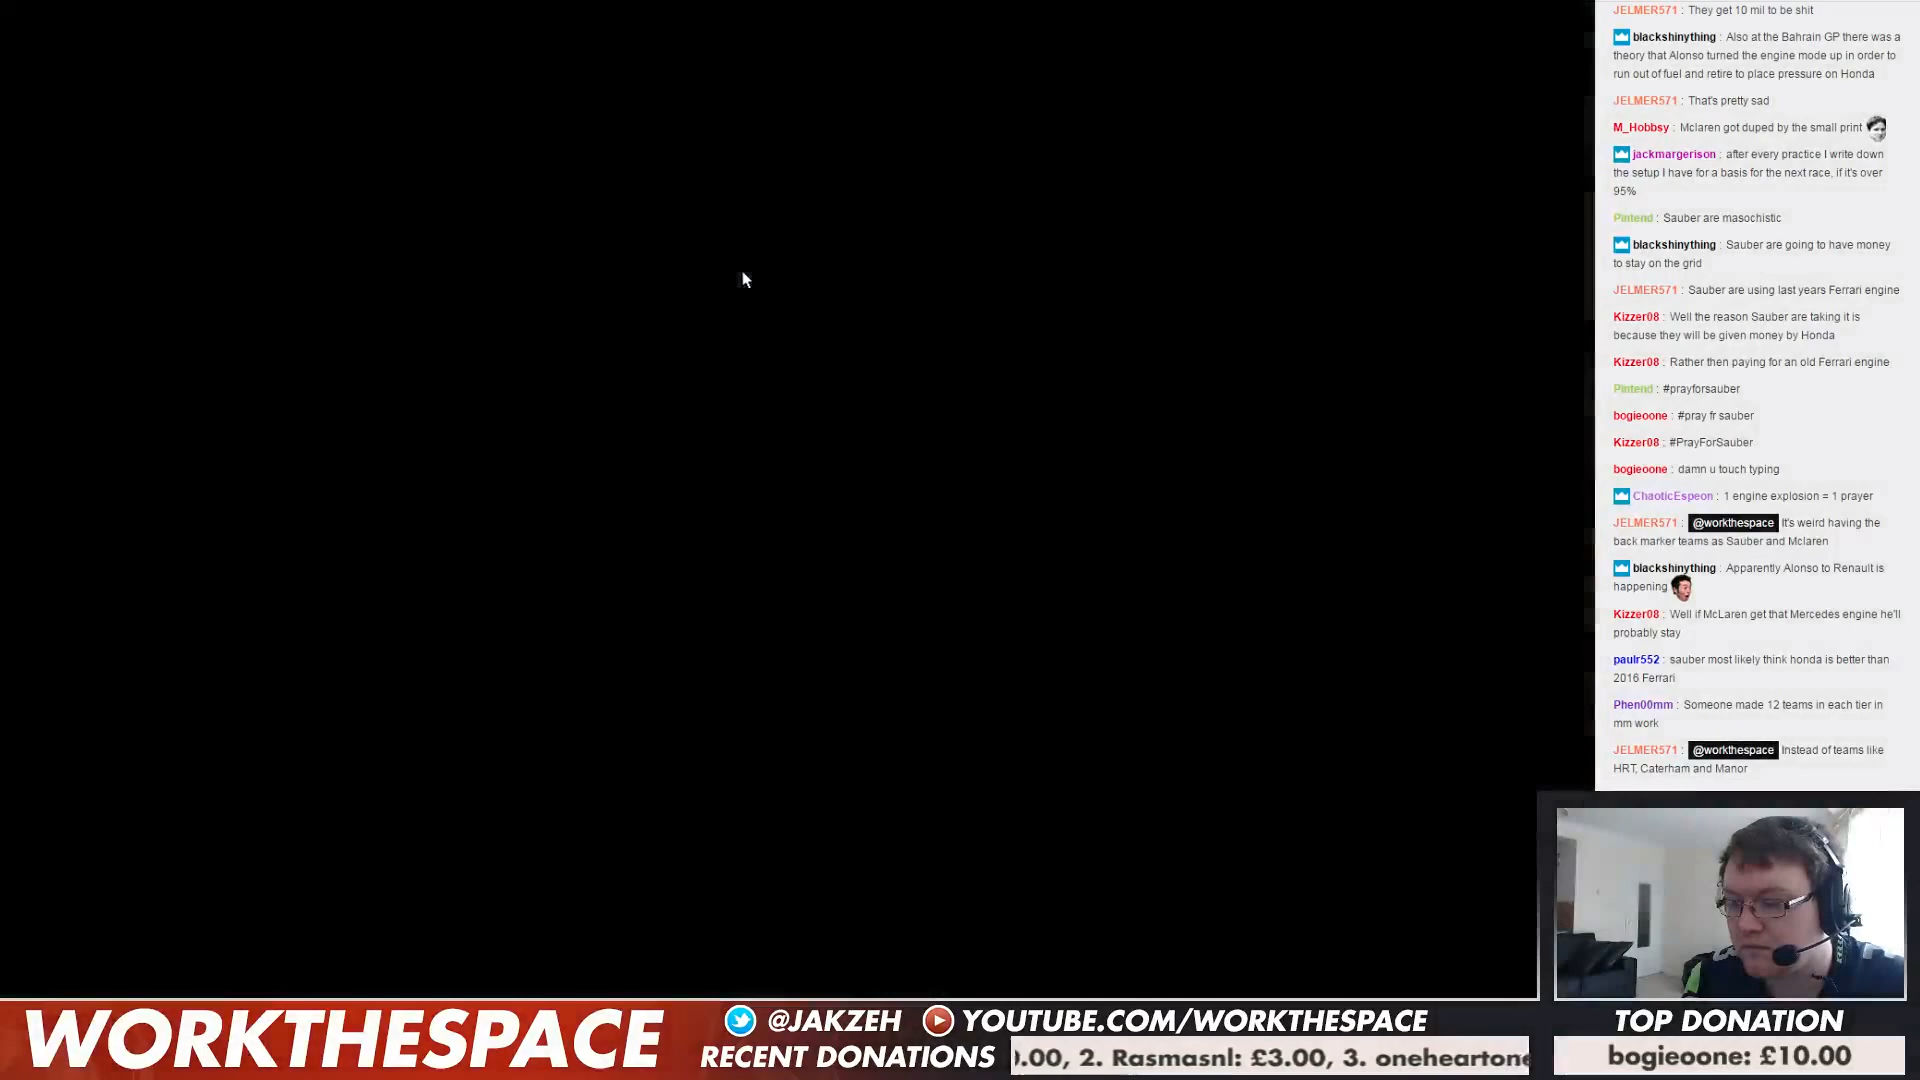 JELMER571 : They get 10 mil to be shit
blackshinything : Also at the Bahrain GP there was a
theory that Alonso turned the engine mode up in order to
run out of fuel and retire to place pressure on Honda
JELMER571 : That's pretty sad
M_Hobbsy : Mclaren got duped by the small print
jackmargerison : after every practice I write down
the setup I have for a basis for the next race, if it's over
95%
Pintend : Sauber are masochistic
blackshinything : Sauber are going to have money
to stay on the grid
JELMER571 : Sauber are using last years Ferrari engine
Kizzer08 : Well the reason Sauber are taking it is
because they will be given money by Honda
Kizzer08 : Rather then paying for an old Ferrari engine
Pintend : #prayforsauber
bogieoone : #pray fr sauber
Kizzer08 : #PrayForSauber
bogieoone : damn u touch typing
ChaoticEspeon : 1 engine explosion = 1 prayer
JELMER571 : @workthespace It's weird having the
back marker teams as Sauber and Mclaren
blackshinything : Apparently Alonso to Renault is
happening
Kizzer08 : Well if McLaren get that Mercedes engine he'll
probably stay
paulr552 : sauber most likely think honda is better than
2016 Ferrari
Phen00mm : Someone made 12 teams in each tier in
mm work
JELMER571 : @workthespace Instead of teams like
HRT, Caterham and Manor
WORKTHESPACE
@JAKZEH YOUTUBE.COM/WORKTHESPACE
RECENT DONATIONS .00, 2. Rasmasnl: £3.00, 3. oneheartone
TOP DONATION
bogieoone: £10.00